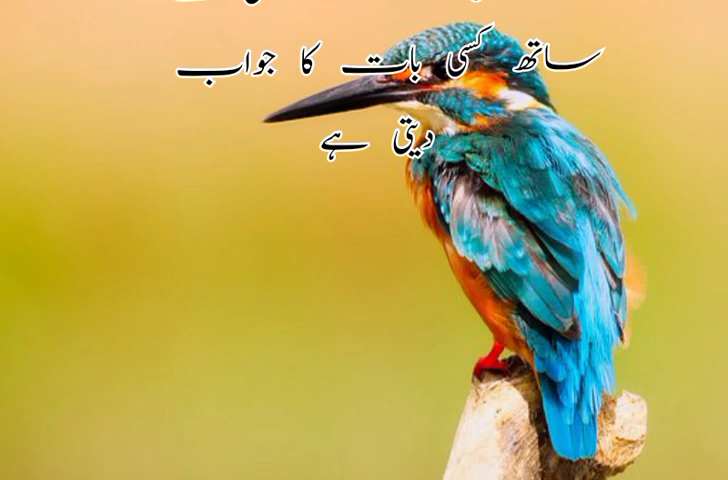 ساتھ کسی بات کا جواب
دیتی ہے